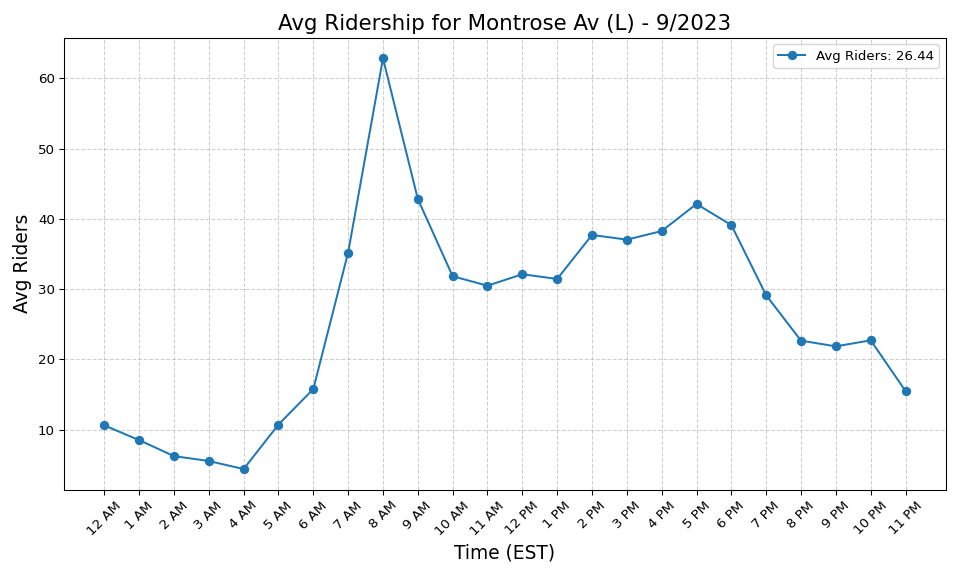 Avg Ridership for Montrose Av (L) - 9/2023
Avg Riders: 26.44
Avg Riders
60
50
40
30
20
10
12 AM
1 AM
2 AM
3 AM
4 AM
5 AM
6 AM
7 AM
8 AM
9 AM
10 AM
11 AM
12 PM
1 PM
2 PM
3 PM
4 PM
5 PM
6 PM
7 PM
8 PM
9 PM
10 PM
11 PM
Time (EST)